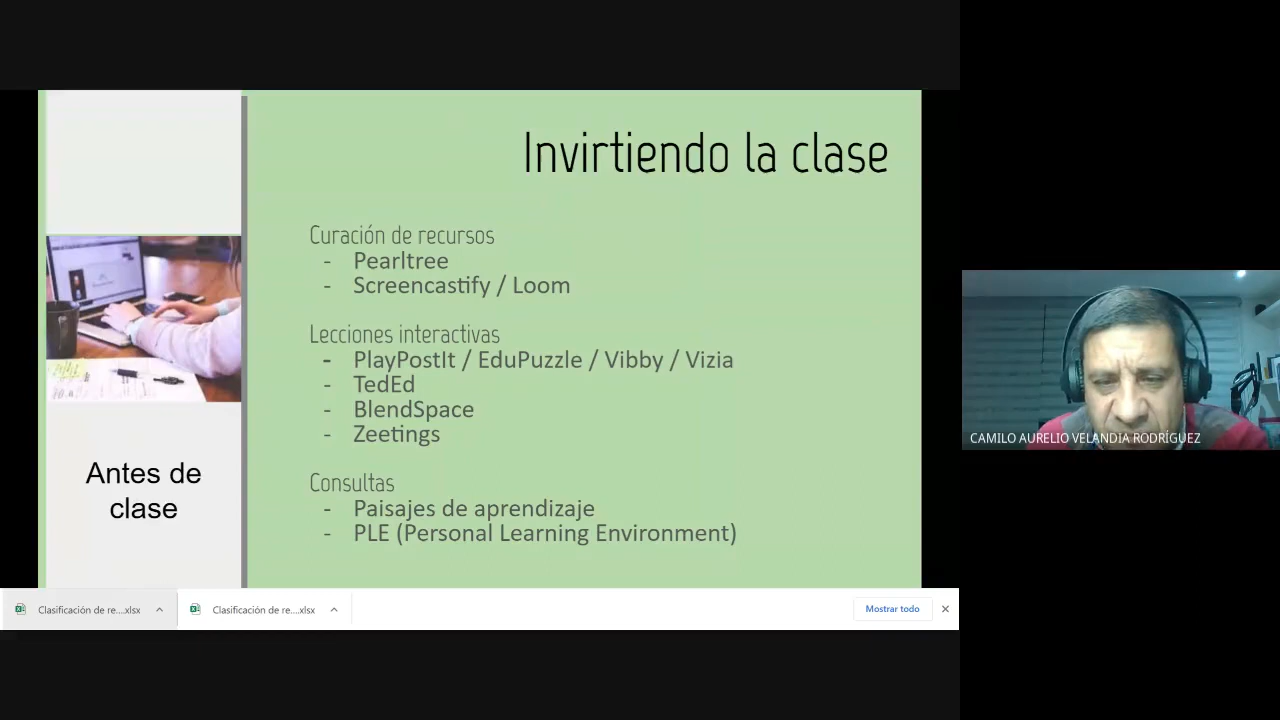 Invirtiendo la clase
Curación de recursos
- Pearltree
- Screencastify / Loom
Lecciones interactivas
- PlayPostIt / EduPuzzle / Vibby / Vizia
- TedEd
- BlendSpace
- Zeetings
Consultas
- Paisajes de aprendizaje
- PLE (Personal Learning Environment)
Antes de
clase
CAMILO AURELIO VELANDIA RODRÍGUEZ
Clasificación de re....xlsx
Clasificación de re....xlsx
Mostrar todo